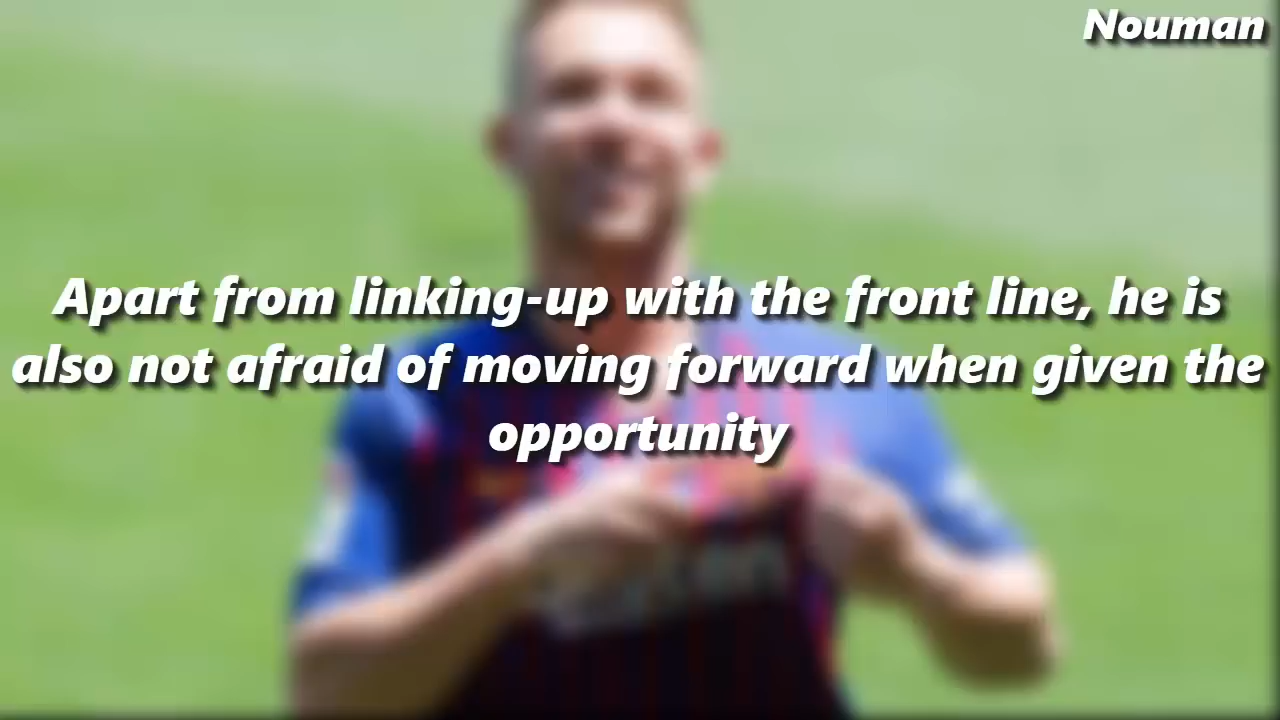 Nouman
Apart from linking-up with the front line, he is
also not afraid of moving forward when given the
opportunity